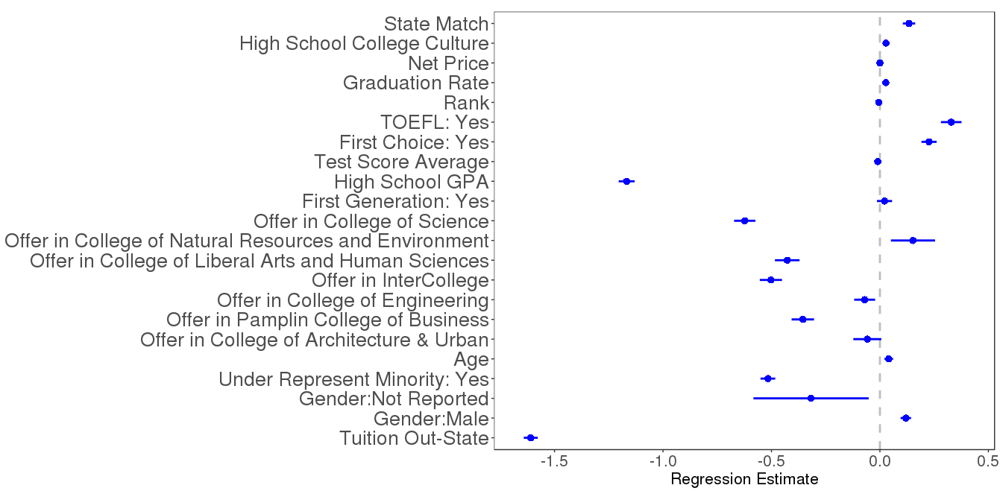 State Match
High School College Culture
Net Price
Graduation Rate
Rank
TOEFL: Yes
First Choice: Yes
Test Score Average
High School GPA
First Generation: Yes
Offer in College of Science
Offer in College of Natural Resources and Environment
Offer in College of Liberal Arts and Human Sciences
Offer in InterCollege
Offer in College of Engineering
Offer in Pamplin College of Business
Offer in College of Architecture & Urban
Age
Under Represent Minority: Yes
Gender:Not Reported
Gender:Male
Tuition Out-State
-1.5 -1.0 -0.5 0.0 0.5
Regression Estimate